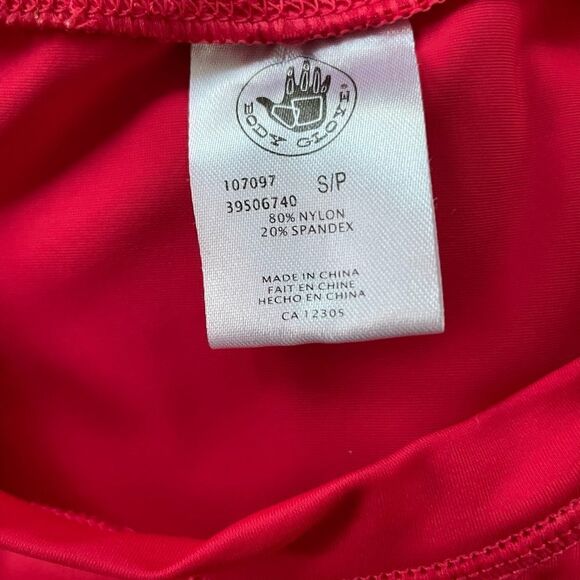 BODY GLOVE®
107097 S/P
39506740
80% NYLON
20% SPANDEX
MADE IN CHINA
FAIT EN CHINE
HECHO EN CHINA
CA 12305